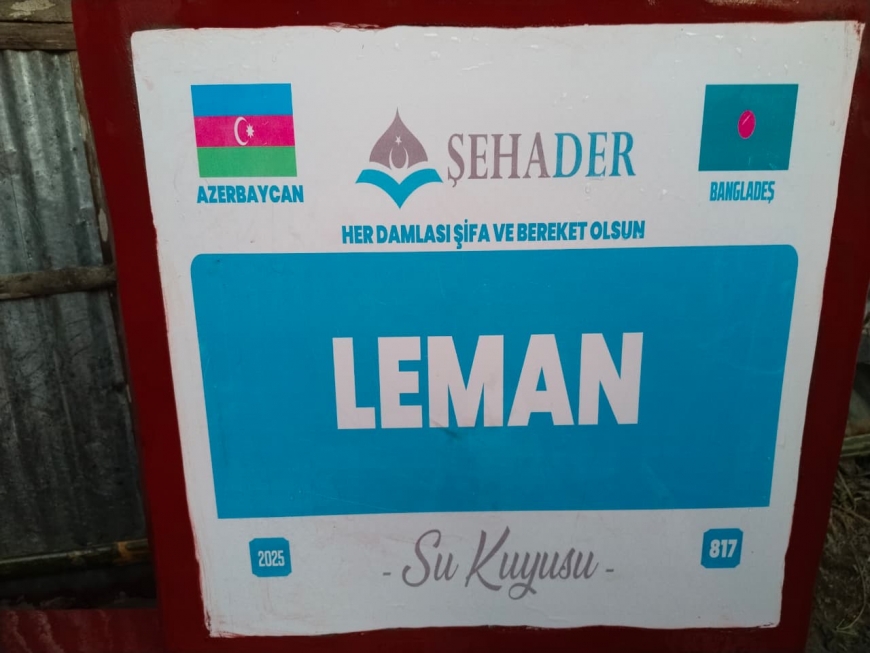 ŞEHADER
AZERBAYCAN
BANGLADEŞ
HER DAMLASI ŞİFA VE BEREKET OLSUN
LEMAN
2025
- Su Kuyusu -
817